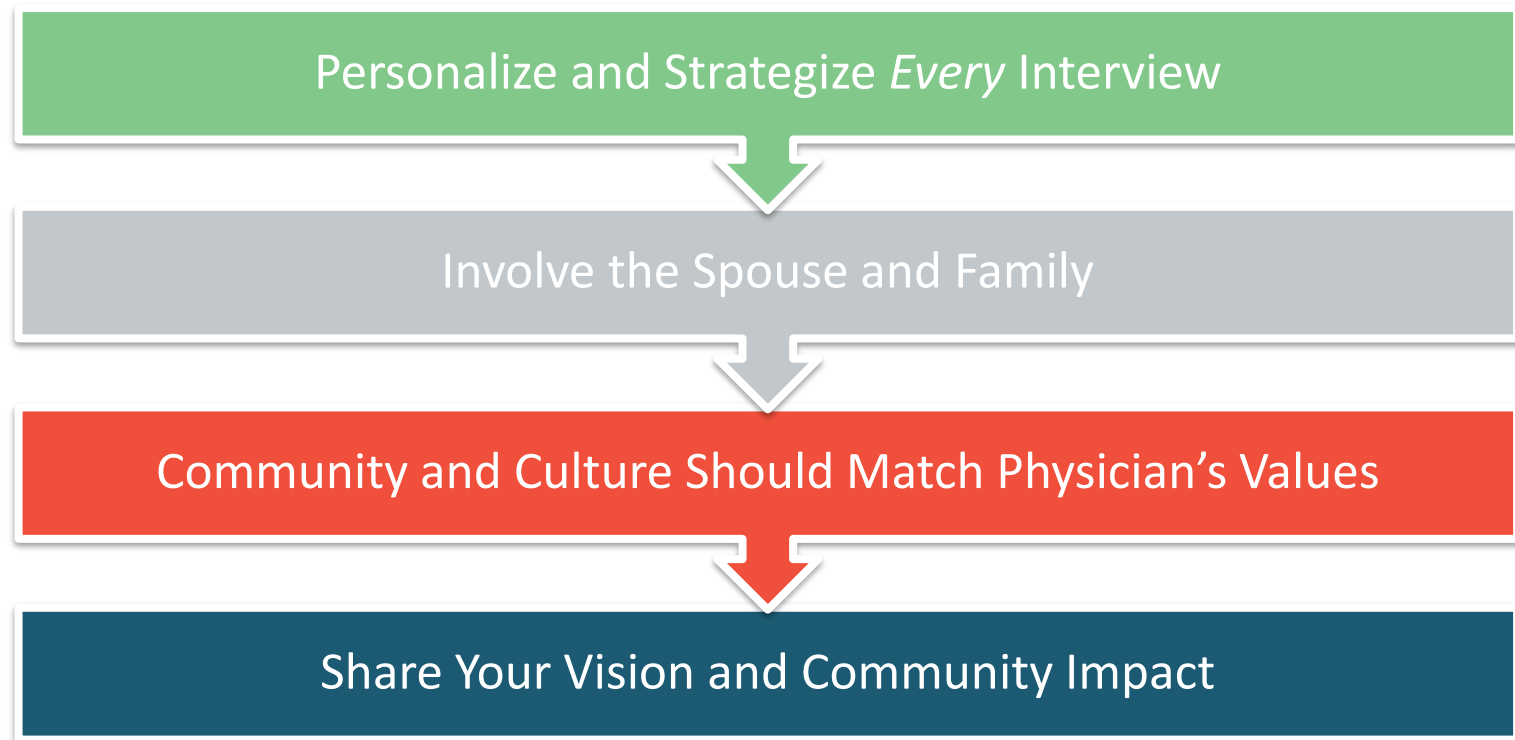 Personalize and Strategize Every Interview
Involve the Spouse and Family
Community and Culture Should Match Physician’s Values
Share Your Vision and Community Impact